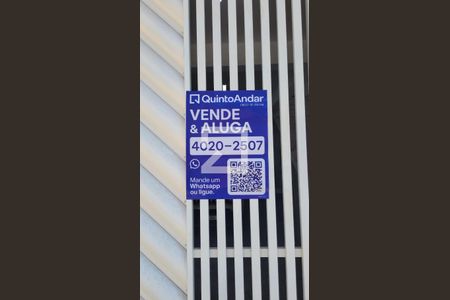 QuintoAndar
VENDE
& ALUGA
4020-2507
Mande um
Whatsapp
ou ligue.